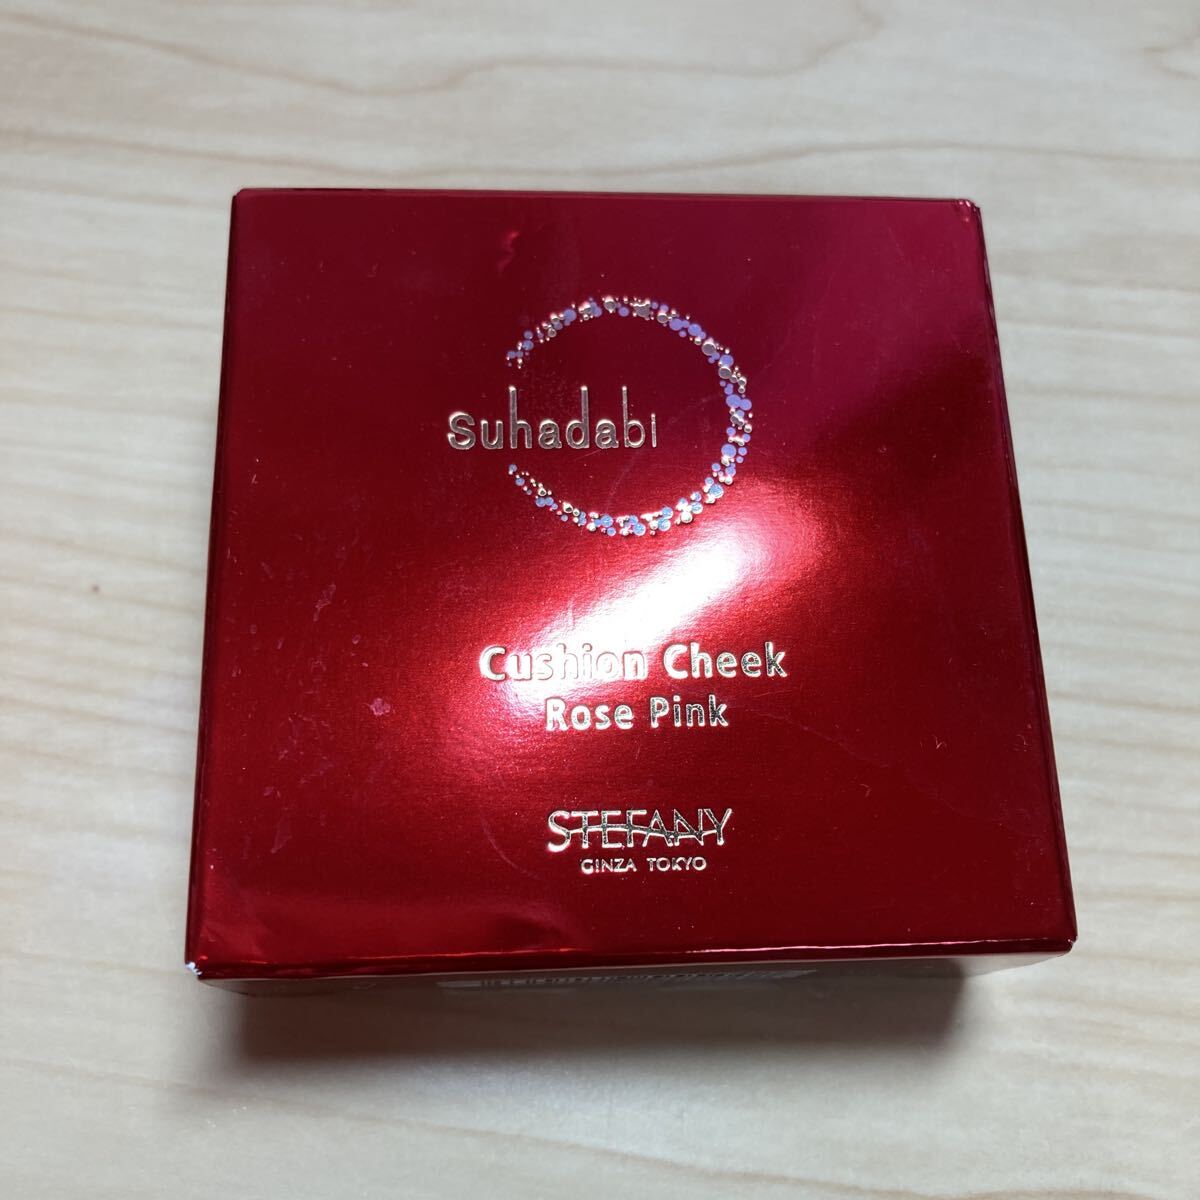 Suhadabi
Cushion Cheek
Rose Pink
STEFANY
GINZA TOKYO